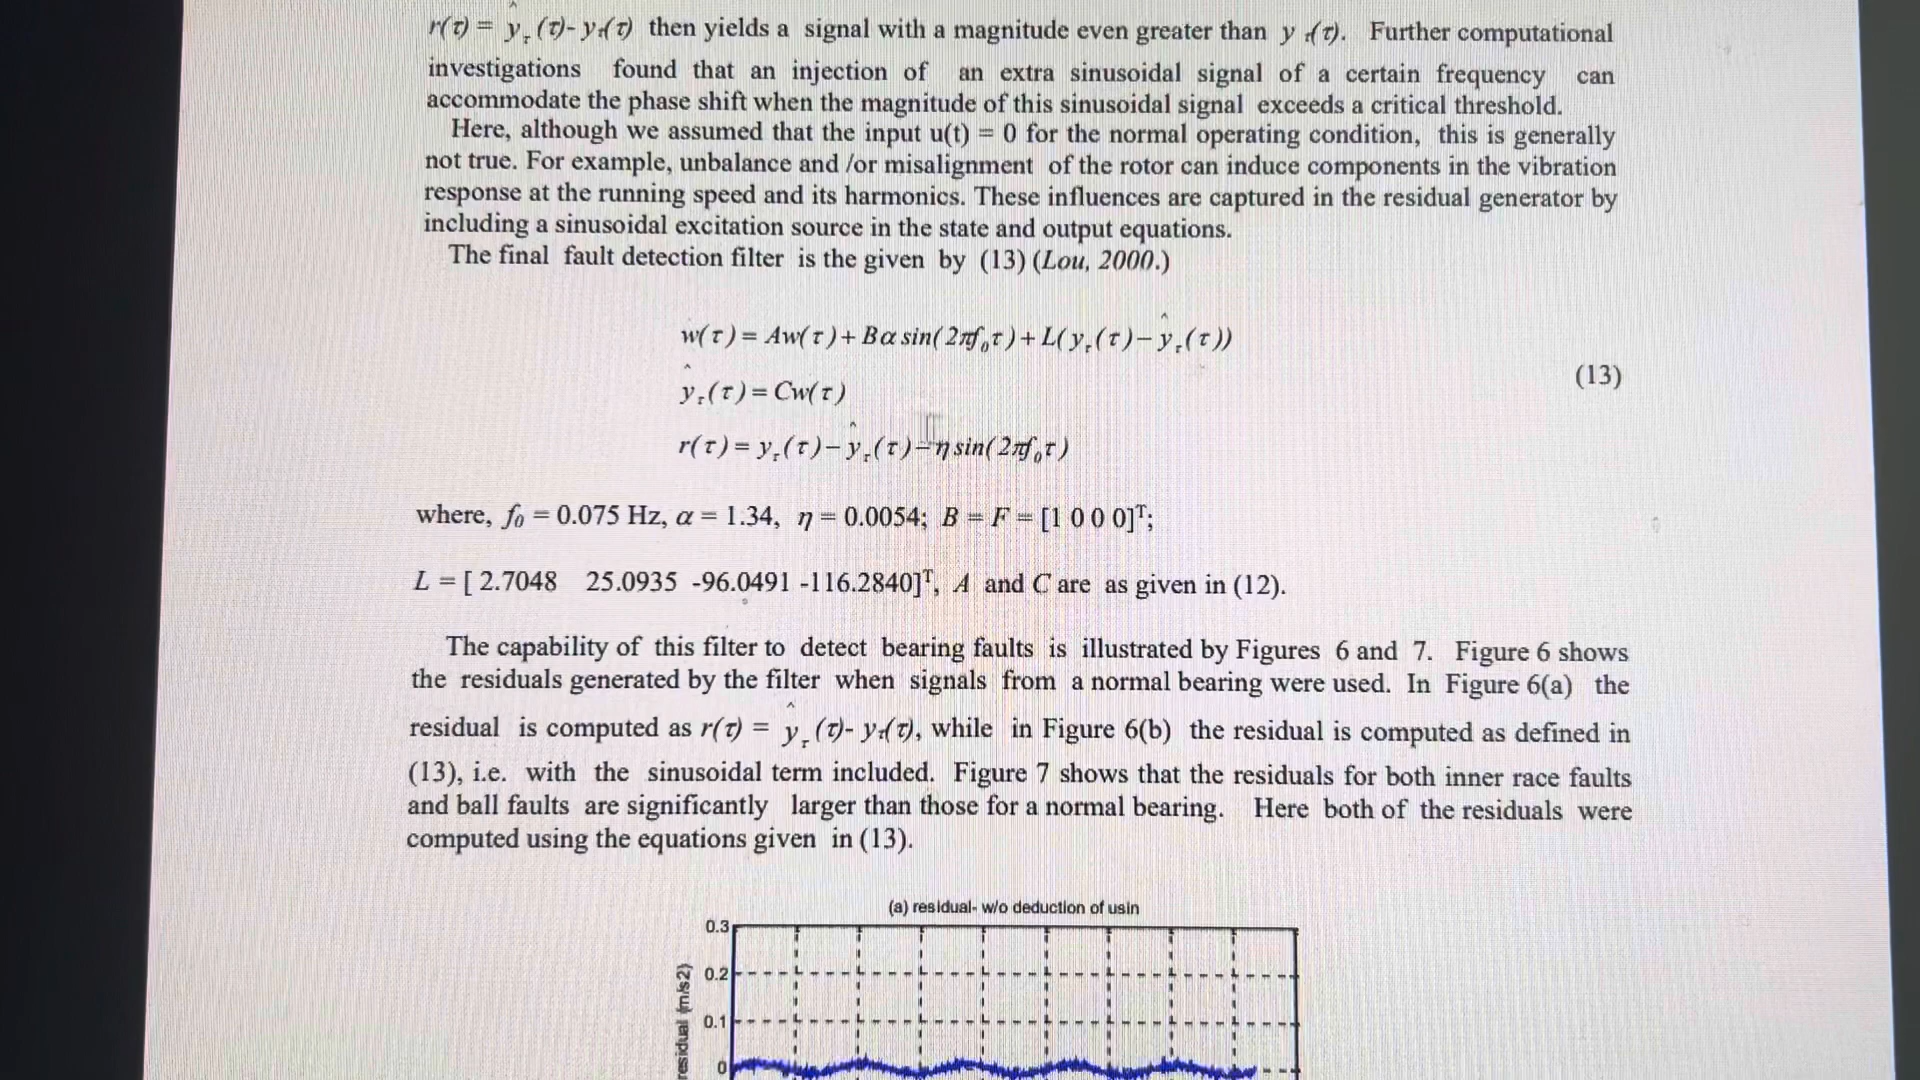 r(τ) = ŷ_τ (τ)- y_τ(τ) then yields a signal with a magnitude even greater than y_τ(τ). Further computational
investigations found that an injection of an extra sinusoidal signal of a certain frequency can
accommodate the phase shift when the magnitude of this sinusoidal signal exceeds a critical threshold.
Here, although we assumed that the input u(t) = 0 for the normal operating condition, this is generally
not true. For example, unbalance and /or misalignment of the rotor can induce components in the vibration
response at the running speed and its harmonics. These influences are captured in the residual generator by
including a sinusoidal excitation source in the state and output equations.
The final fault detection filter is the given by (13) (Lou, 2000.)
w(τ) = Aw(τ) + Bα sin( 2πf₀τ ) + L( y_τ(τ) − ŷ_τ(τ))
ŷ_τ(τ) = Cw(τ)
(13)
r(τ) = y_τ(τ) − ŷ_τ(τ) − η sin( 2πf₀τ )
where, f₀ = 0.075 Hz, α = 1.34, η = 0.0054; B = F = [1 0 0 0]ᵀ;
L = [ 2.7048 25.0935 -96.0491 -116.2840]ᵀ, A and C are as given in (12).
The capability of this filter to detect bearing faults is illustrated by Figures 6 and 7. Figure 6 shows
the residuals generated by the filter when signals from a normal bearing were used. In Figure 6(a) the
residual is computed as r(τ) = ŷ_τ (τ)- y_τ(τ), while in Figure 6(b) the residual is computed as defined in
(13), i.e. with the sinusoidal term included. Figure 7 shows that the residuals for both inner race faults
and ball faults are significantly larger than those for a normal bearing. Here both of the residuals were
computed using the equations given in (13).
(a) residual- w/o deduction of usin
0.3
0.2
0.1
0
residual (m/s2)